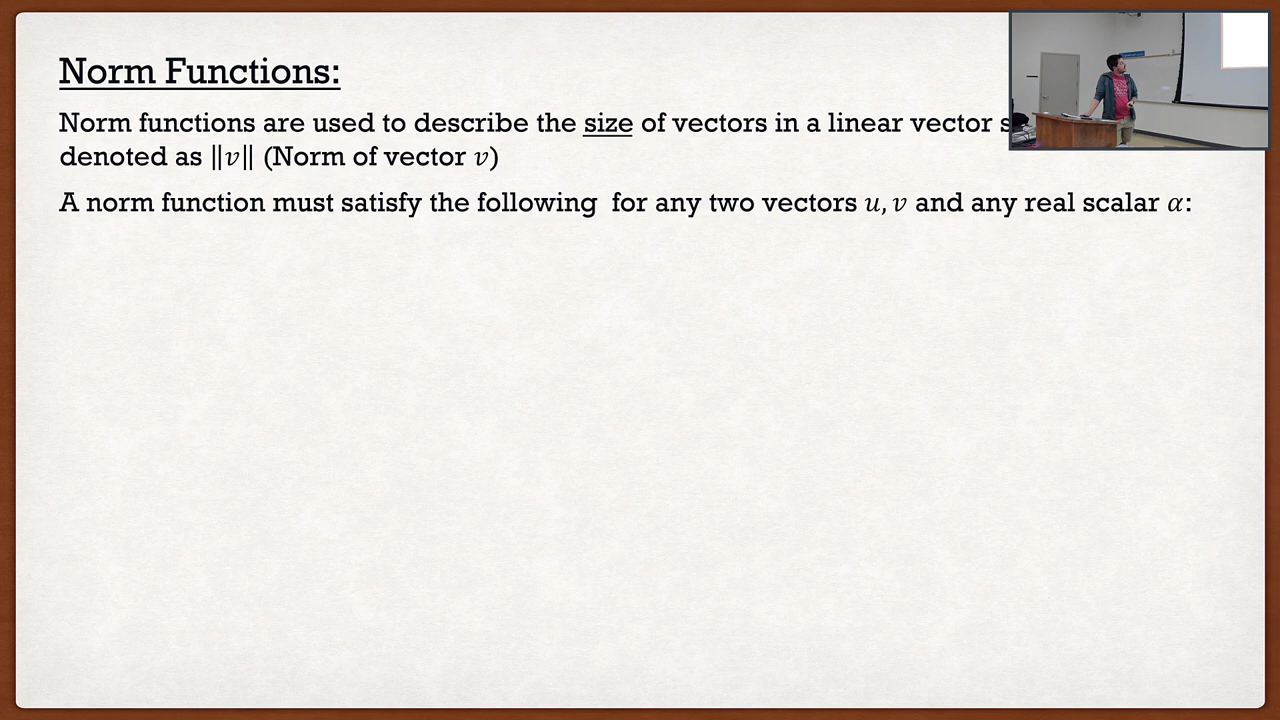 Norm Functions:
Norm functions are used to describe the size of vectors in a linear vector
denoted as ‖𝑣‖ (Norm of vector 𝑣)
A norm function must satisfy the following for any two vectors 𝑢, 𝑣 and any real scalar 𝛼: